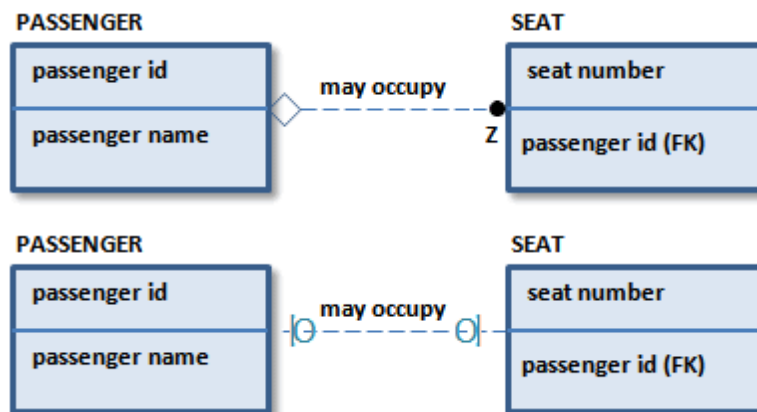 PASSENGER SEAT
passenger id may occupy seat number
passenger name Z passenger id (FK)
PASSENGER SEAT
passenger id may occupy seat number
passenger name passenger id (FK)